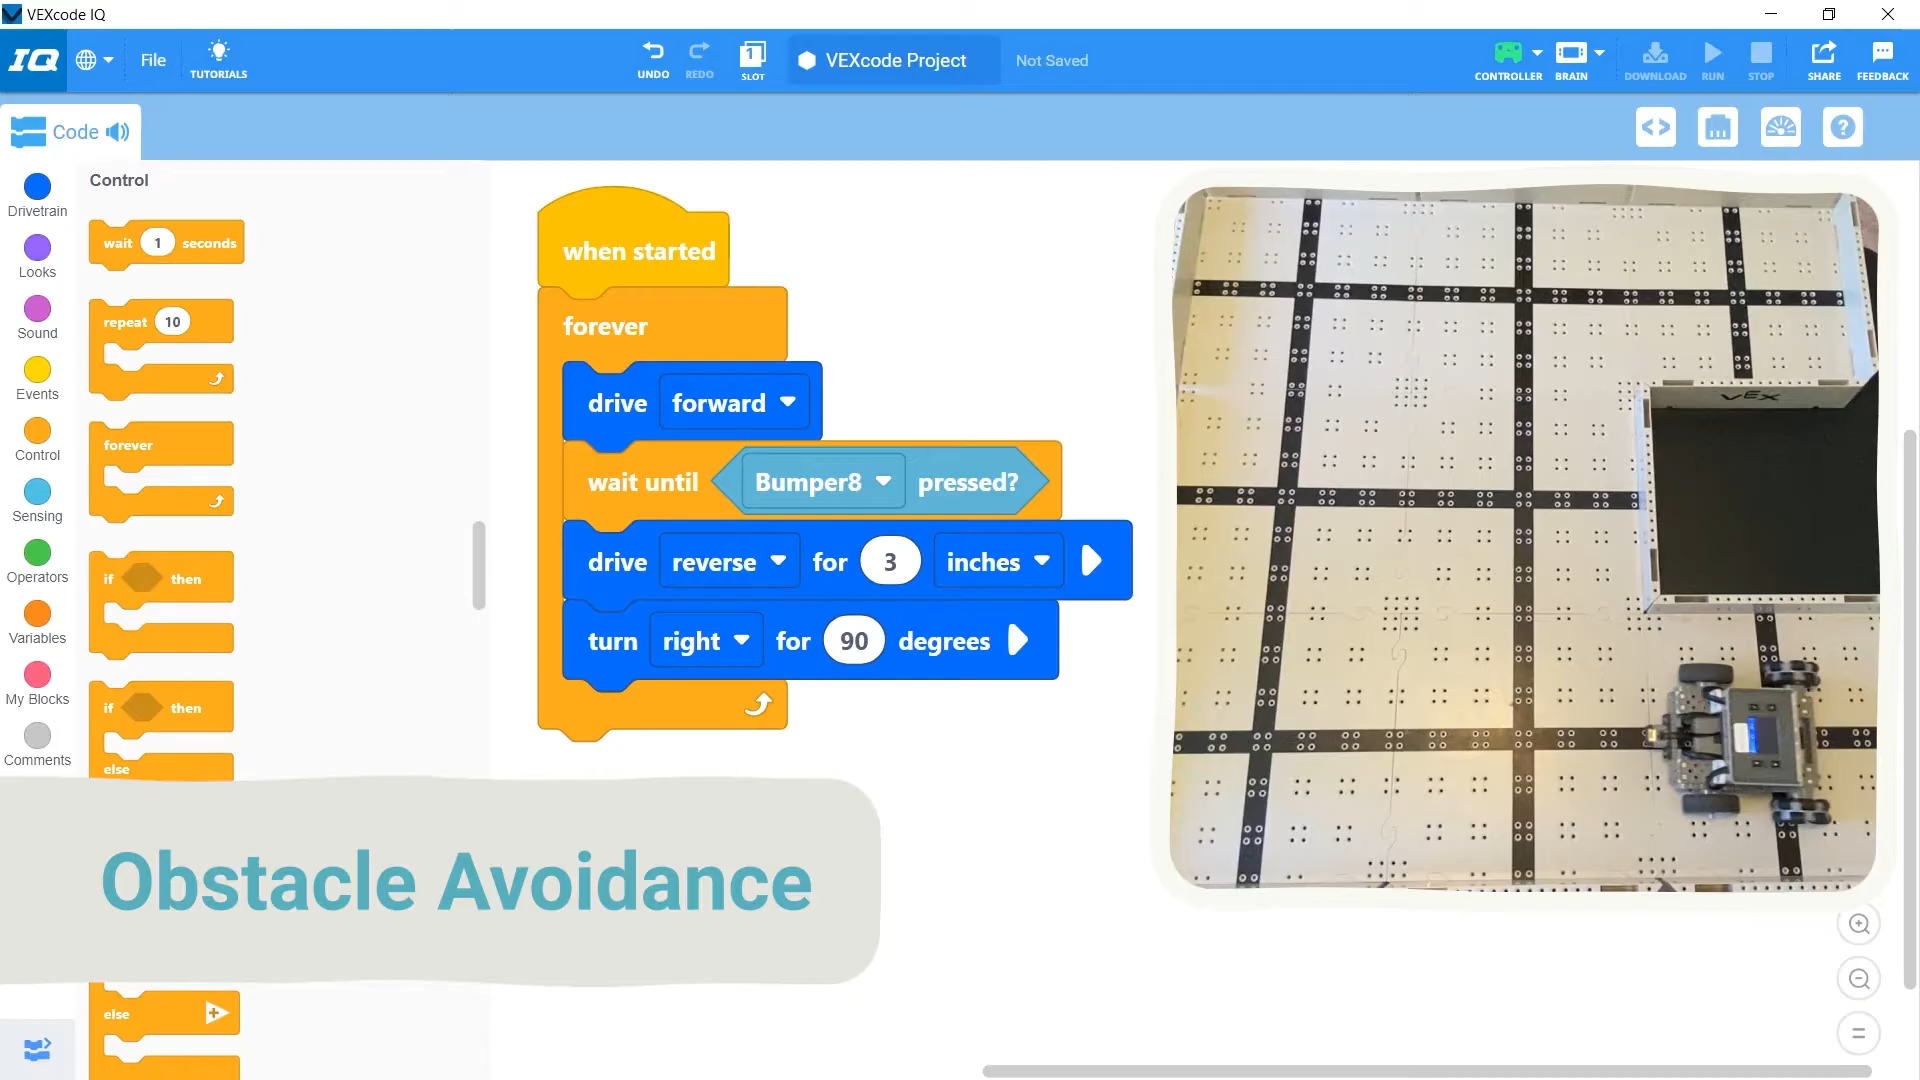 VEXcode IQ
IQ
File
TUTORIALS
UNDO
REDO
1
SLOT
VEXcode Project
Not Saved
CONTROLLER
BRAIN
DOWNLOAD
RUN
STOP
SHARE
FEEDBACK
Code
Drivetrain
Looks
Sound
Events
Control
Sensing
Operators
Variables
My Blocks
Comments
Control
wait 1 seconds
repeat 10
forever
if then
if then
else
else
when started
forever
drive forward
wait until Bumper8 pressed?
drive reverse for 3 inches
turn right for 90 degrees
VEX
Obstacle Avoidance